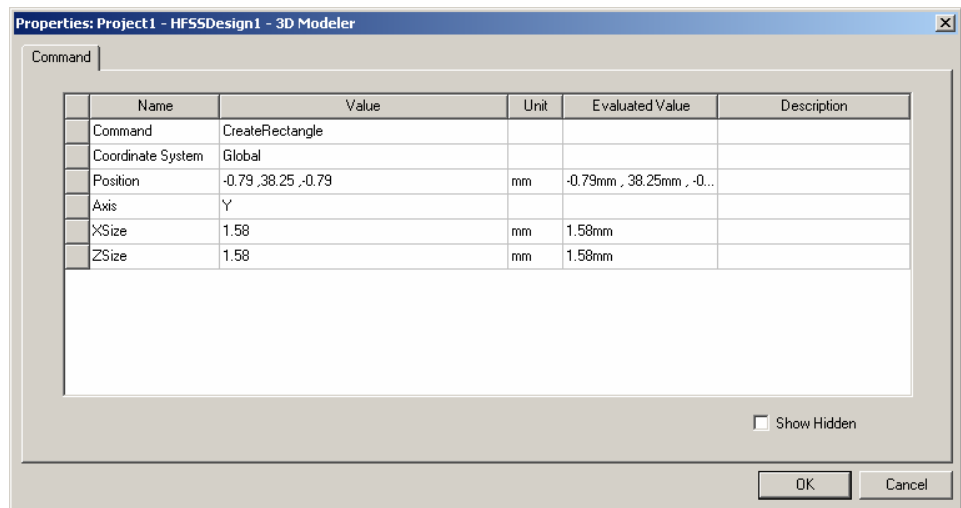 Properties: Project1 - HFSSDesign1 - 3D Modeler
Command
Name Value Unit Evaluated Value Description
Command CreateRectangle
Coordinate System Global
Position -0.79 ,38.25 ,-0.79 mm -0.79mm , 38.25mm , -0...
Axis Y
XSize 1.58 mm 1.58mm
ZSize 1.58 mm 1.58mm
Show Hidden
OK Cancel